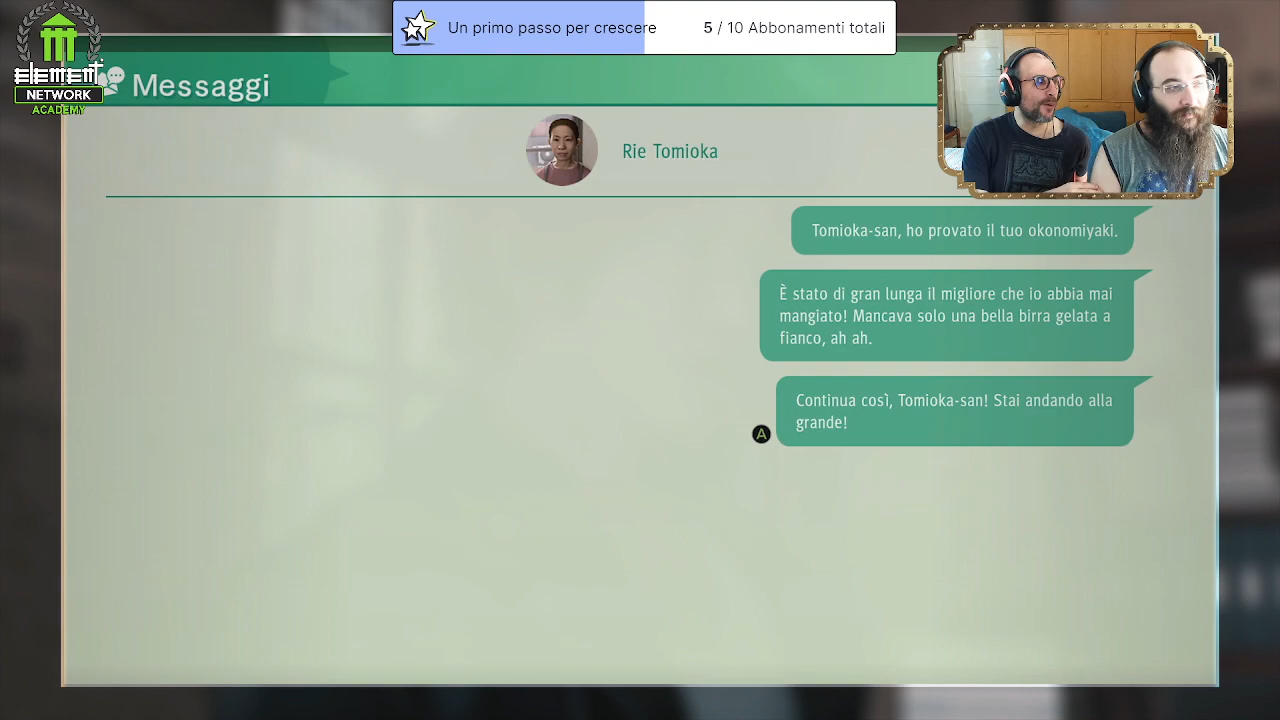 Un primo passo per crescere
5 / 10 Abbonamenti totali
element
NETWORK
ACADEMY
Messaggi
Rie Tomioka
Tomioka-san, ho provato il tuo okonomiyaki.
È stato di gran lunga il migliore che io abbia mai
mangiato! Mancava solo una bella birra gelata a
fianco, ah ah.
Continua così, Tomioka-san! Stai andando alla
grande!
A